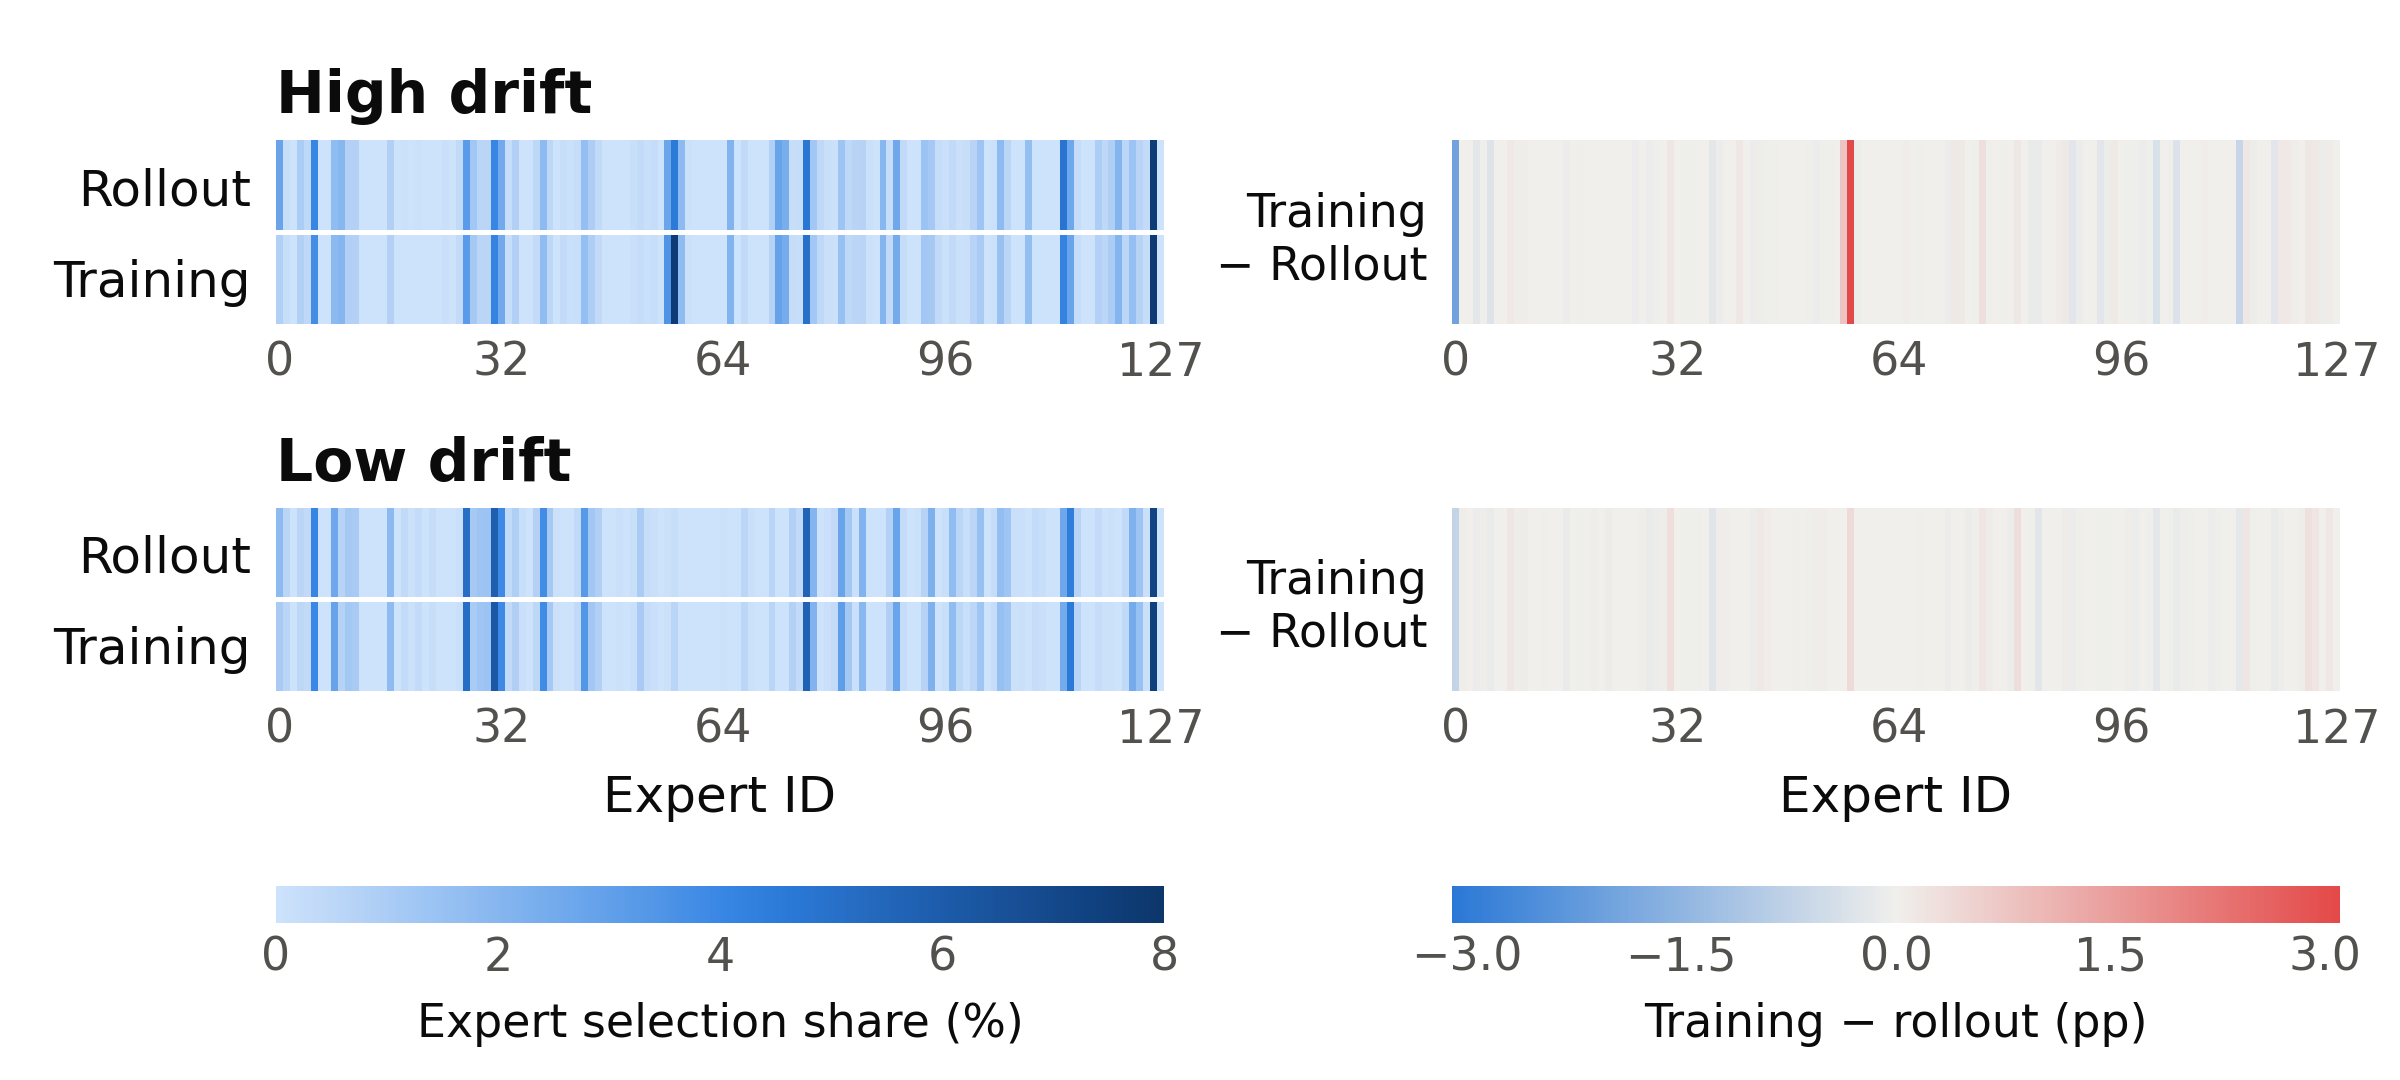 High drift
Rollout
Training
0 32 64 96 127
Training
− Rollout
0 32 64 96 127
Low drift
Rollout
Training
0 32 64 96 127
Expert ID
Training
− Rollout
0 32 64 96 127
Expert ID
0 2 4 6 8
Expert selection share (%)
−3.0 −1.5 0.0 1.5 3.0
Training − rollout (pp)